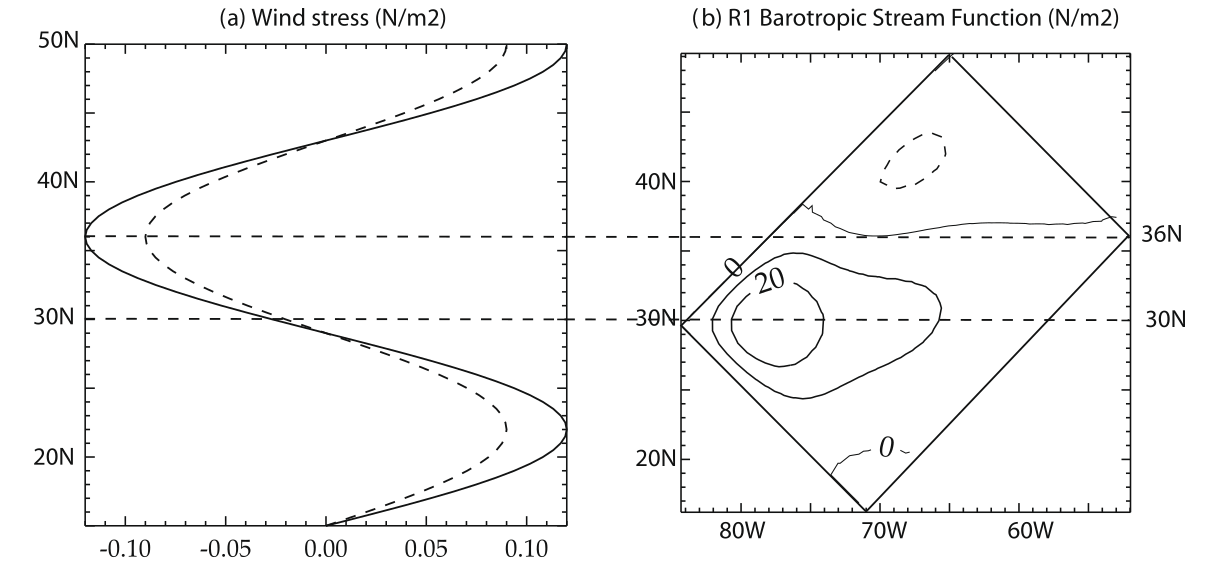 (a) Wind stress (N/m2)
50N
40N
30N
20N
-0.10 -0.05 0.00 0.05 0.10
(b) R1 Barotropic Stream Function (N/m2)
40N
36N
0
20
30N
30N
0
20N
80W 70W 60W